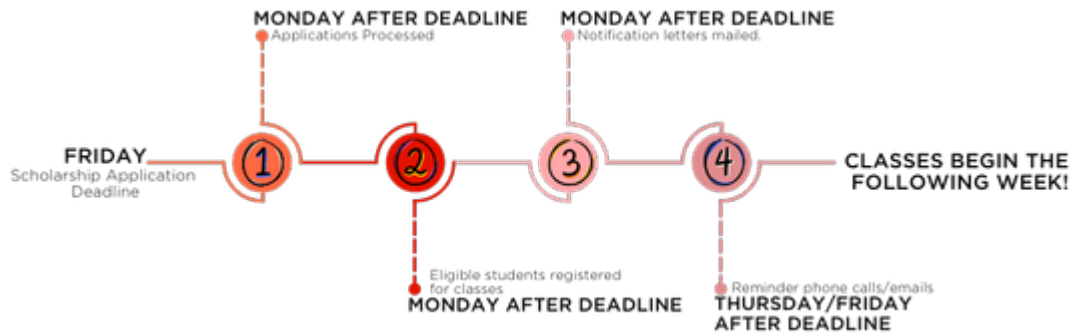 FRIDAY
Scholarship Application
Deadline
MONDAY AFTER DEADLINE
Applications Processed
1
2
Eligible students registered
for classes
MONDAY AFTER DEADLINE
MONDAY AFTER DEADLINE
Notification letters mailed.
3
4
Reminder phone calls/emails
THURSDAY/FRIDAY
AFTER DEADLINE
CLASSES BEGIN THE
FOLLOWING WEEK!